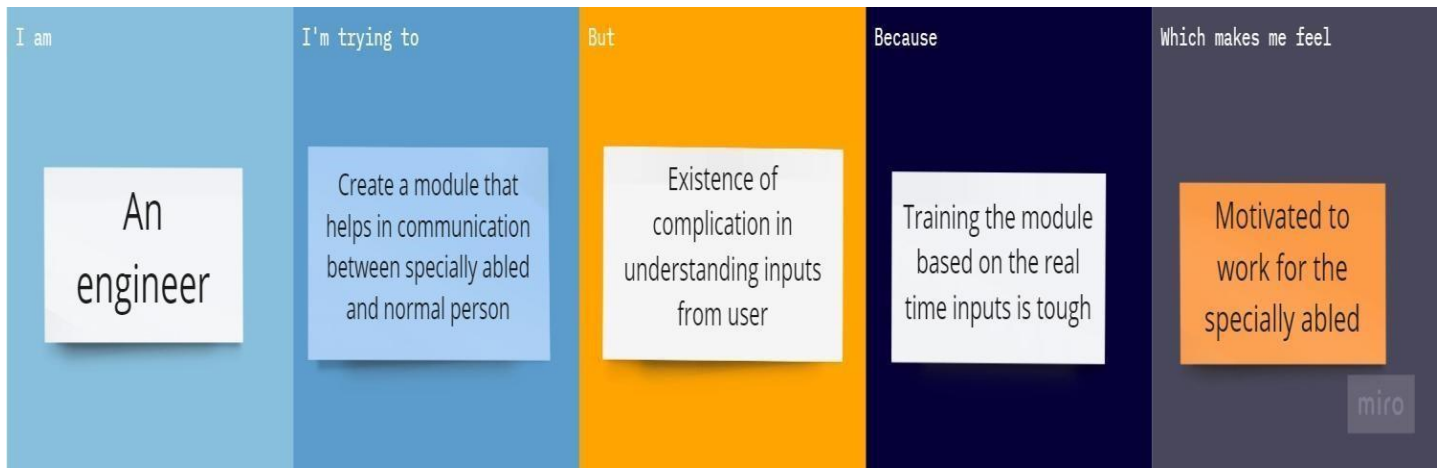 I am
An
engineer
I'm trying to
Create a module that
helps in communication
between specially abled
and normal person
But
Existence of
complication in
understanding inputs
from user
Because
Training the module
based on the real
time inputs is tough
Which makes me feel
Motivated to
work for the
specially abled
miro